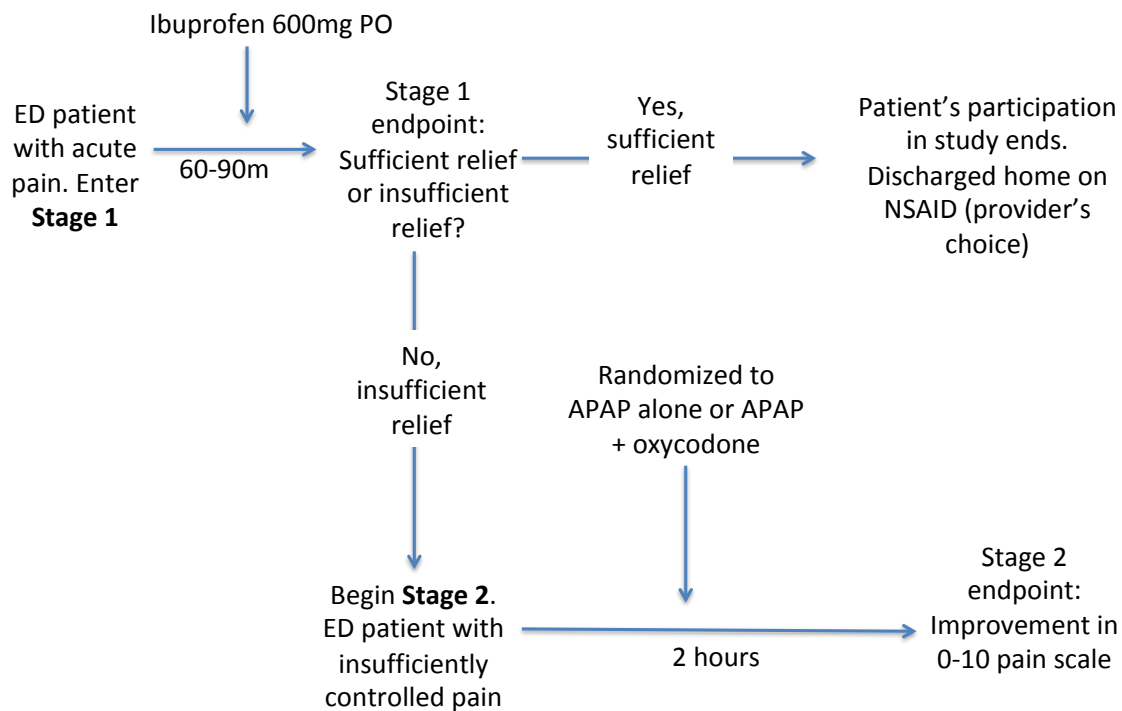 Ibuprofen 600mg PO
ED patient
with acute
pain. Enter
Stage 1
60-90m
Stage 1
endpoint:
Sufficient relief
or insufficient
relief?
Yes,
sufficient
relief
Patient’s participation
in study ends.
Discharged home on
NSAID (provider’s
choice)
No,
insufficient
relief
Randomized to
APAP alone or APAP
+ oxycodone
Begin Stage 2.
ED patient with
insufficiently
controlled pain
2 hours
Stage 2
endpoint:
Improvement in
0-10 pain scale